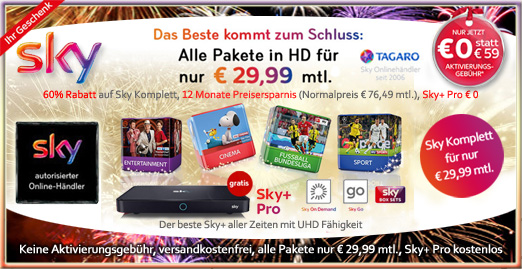 Ihr Geschenk
sky
Das Beste kommt zum Schluss:
Alle Pakete in HD für
nur € 29,99 mtl.
TAGARO
Sky Onlinehändler
seit 2006
NUR JETZT
€0 statt
€ 59
AKTIVIERUNGS-
GEBÜHR*
60% Rabatt auf Sky Komplett, 12 Monate Preisersparnis (Normalpreis € 76,49 mtl.), Sky+ Pro € 0
sky
autorisierter
Online-Händler
ENTERTAINMENT
CINEMA
FUSSBALL
BUNDESLIGA
SPORT
Sky Komplett
für nur
€ 29,99 mtl.
gratis
Sky+
Pro
sky
Sky On Demand
go
Sky Go
sky
BOX SETS
Der beste Sky+ aller Zeiten mit UHD Fähigkeit
Keine Aktivierungsgebühr, versandkostenfrei, alle Pakete nur € 29,99 mtl., Sky+ Pro kostenlos